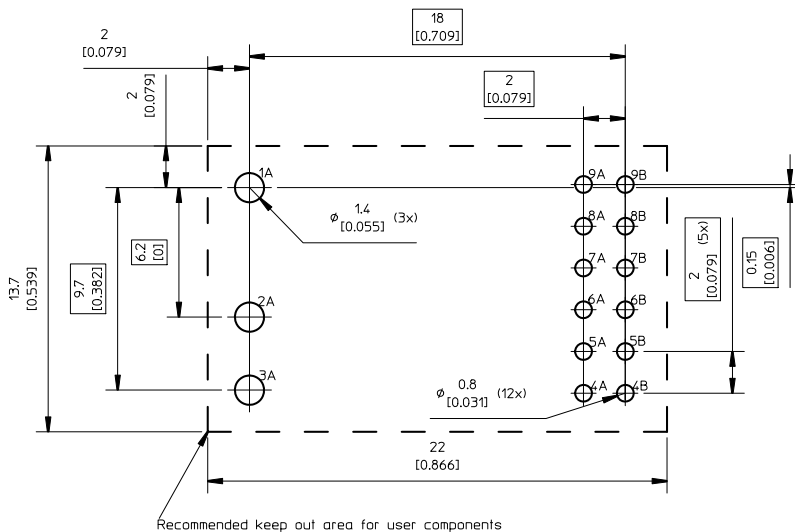 18
[0.709]
2
[0.079]
2
[0.079]
2
[0.079]
1A
9A
9B
ø 1.4 (3x)
[0.055]
8A
8B
2 (5x)
[0.079]
0.15
[0.006]
6.2
[0]
7A
7B
13.7
[0.539]
9.7
[0.382]
2A
6A
6B
5A
5B
3A
4A
4B
ø 0.8 (12x)
[0.031]
22
[0.866]
Recommended keep out area for user components